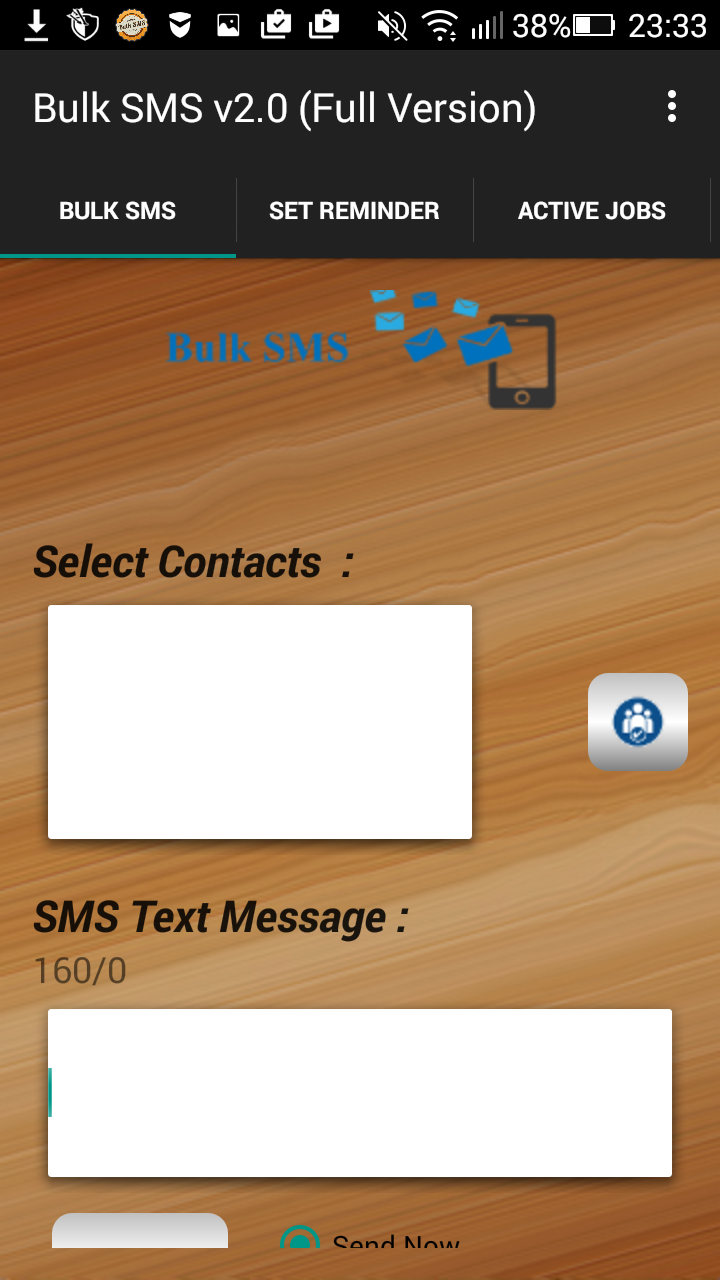 38% 23:33
Bulk SMS v2.0 (Full Version)
BULK SMS SET REMINDER ACTIVE JOBS
Bulk SMS
Select Contacts :
SMS Text Message :
160/0
Send Now